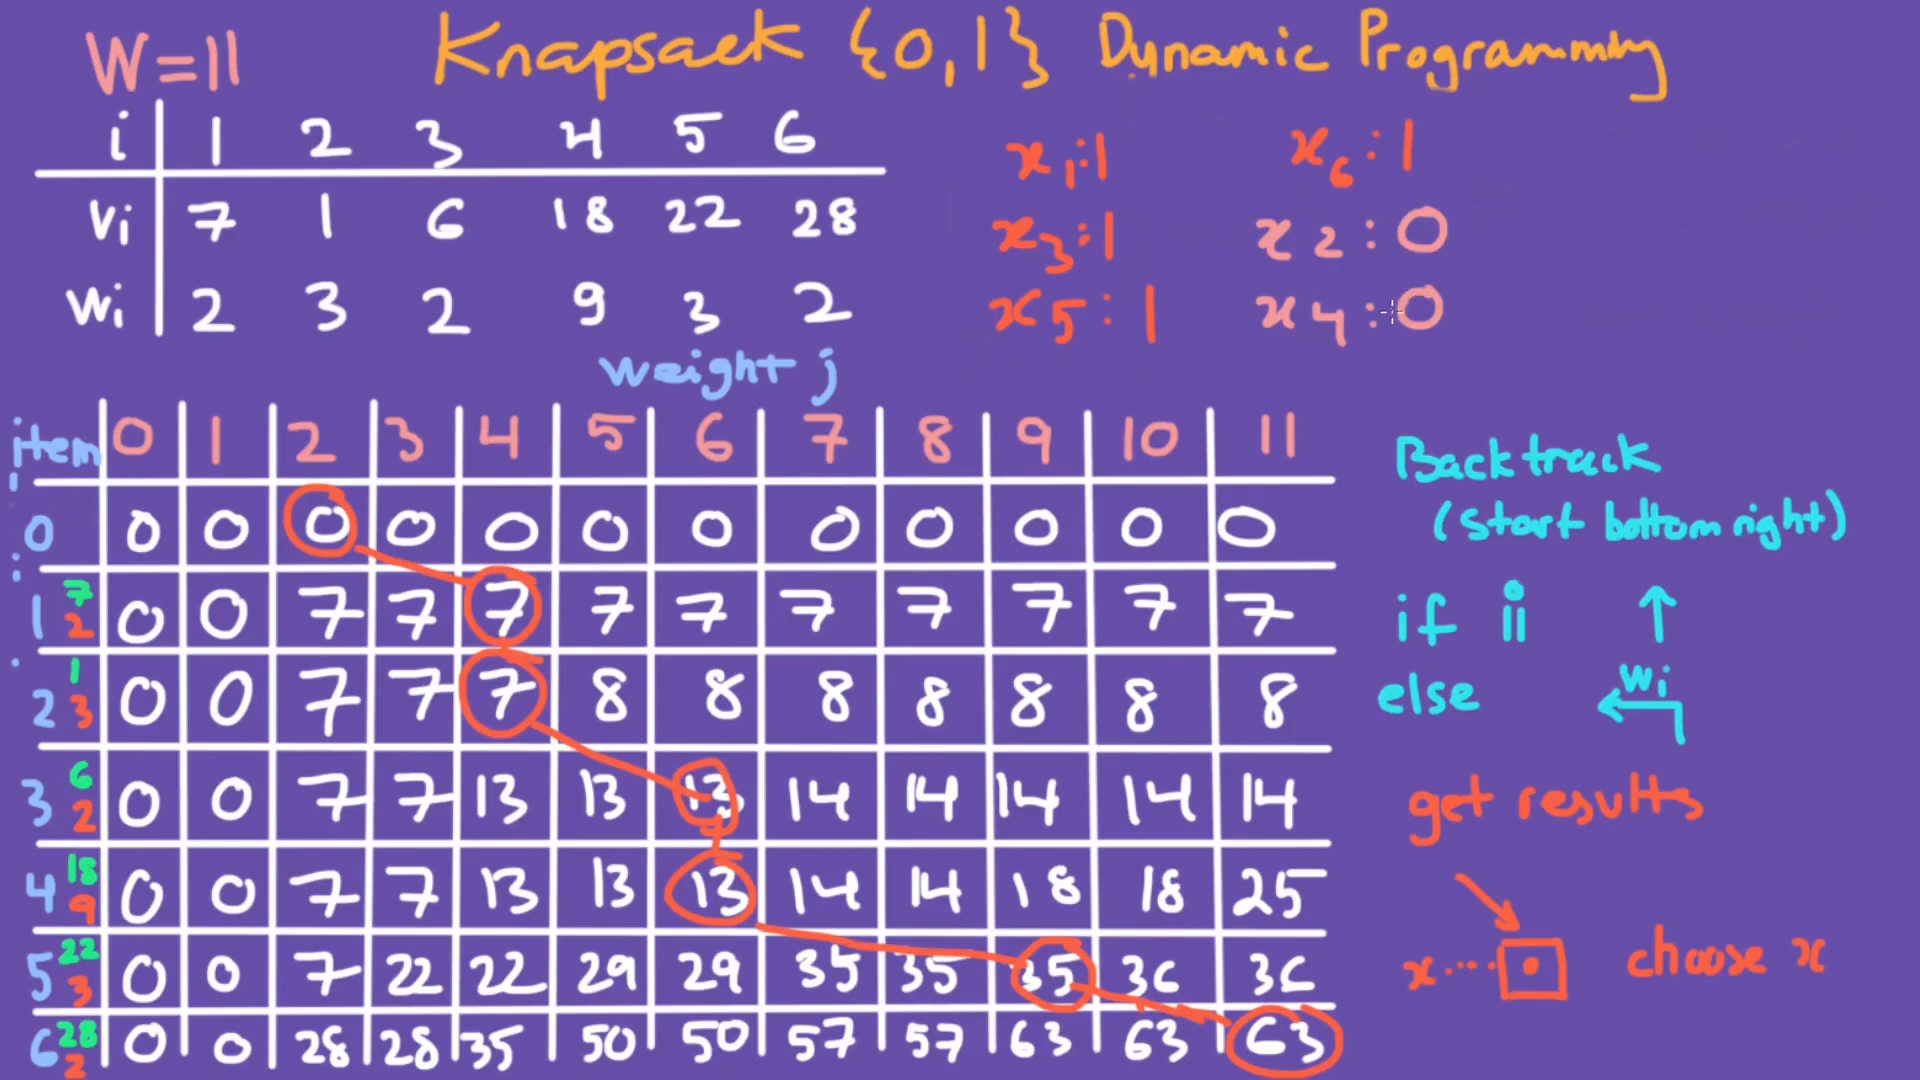 W=11 Knapsack {0,1} Dynamic Programming
i 1 2 3 4 5 6
vi 7 1 6 18 22 28
wi 2 3 2 9 3 2
x1:1 x6:1
x3:1 x2:0
x5:1 x4:0
weight j
item i 0 1 2 3 4 5 6 7 8 9 10 11
0 0 0 0 0 0 0 0 0 0 0 0 0
1 7 2 0 0 7 7 7 7 7 7 7 7 7 7
2 1 3 0 0 7 7 7 8 8 8 8 8 8 8
3 6 2 0 0 7 7 13 13 13 14 14 14 14 14
4 18 9 0 0 7 7 13 13 13 14 14 18 18 25
5 22 3 0 0 7 22 22 29 29 35 35 35 36 36
6 28 2 0 0 28 28 35 50 50 57 57 63 63 63
Backtrack
(start bottom right)
if ii ↑
else wi
get results
x.... choose x